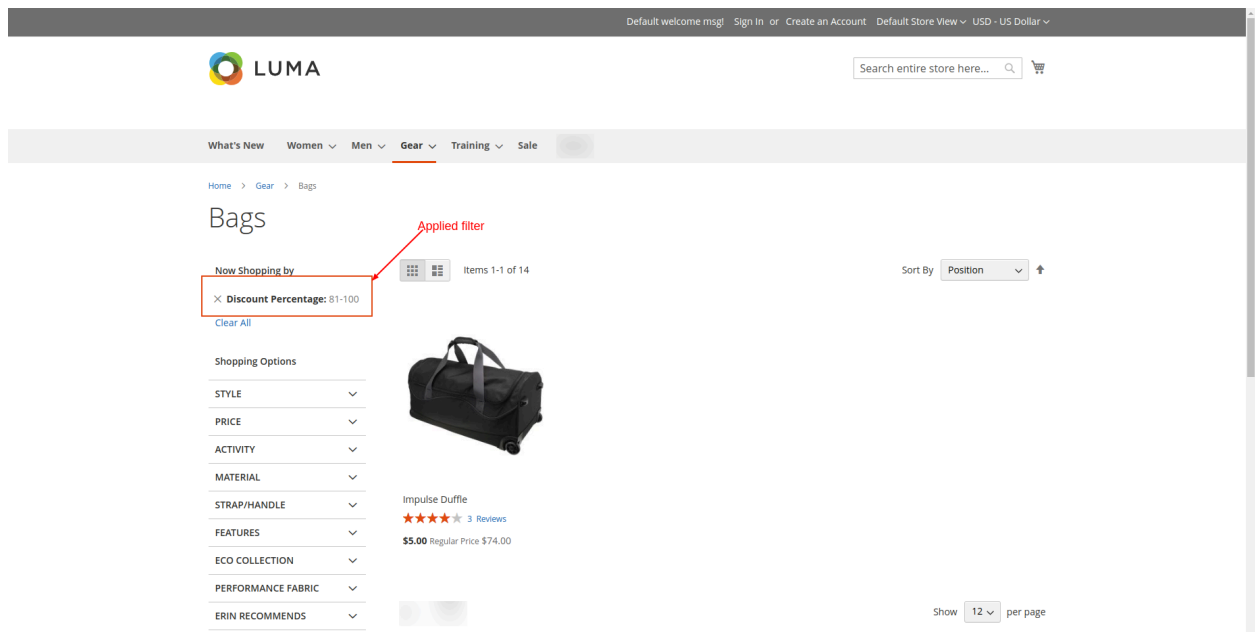 Default welcome msg! Sign In or Create an Account Default Store View USD - US Dollar
LUMA
Search entire store here...
What's New Women Men Gear Training Sale
Home > Gear > Bags
Bags
Applied filter
Now Shopping by
Items 1-1 of 14
Sort By Position
Discount Percentage: 81-100
Clear All
Shopping Options
STYLE
PRICE
ACTIVITY
MATERIAL
STRAP/HANDLE
FEATURES
ECO COLLECTION
PERFORMANCE FABRIC
ERIN RECOMMENDS
Impulse Duffle
3 Reviews
$5.00 Regular Price $74.00
Show 12 per page